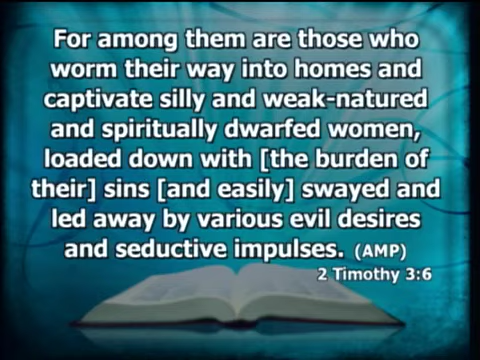 For among them are those who
worm their way into homes and
captivate silly and weak-natured
and spiritually dwarfed women,
loaded down with [the burden of
their] sins [and easily] swayed and
led away by various evil desires
and seductive impulses. (AMP)
2 Timothy 3:6